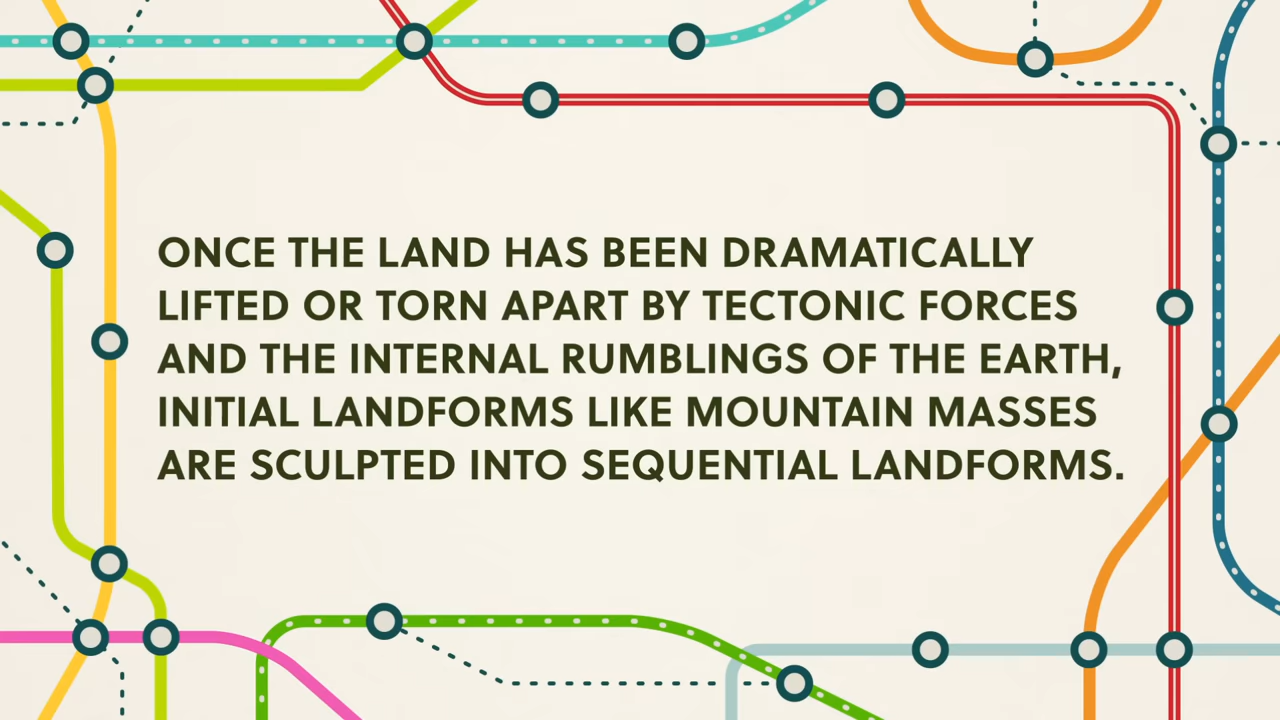 ONCE THE LAND HAS BEEN DRAMATICALLY
LIFTED OR TORN APART BY TECTONIC FORCES
AND THE INTERNAL RUMBLINGS OF THE EARTH,
INITIAL LANDFORMS LIKE MOUNTAIN MASSES
ARE SCULPTED INTO SEQUENTIAL LANDFORMS.